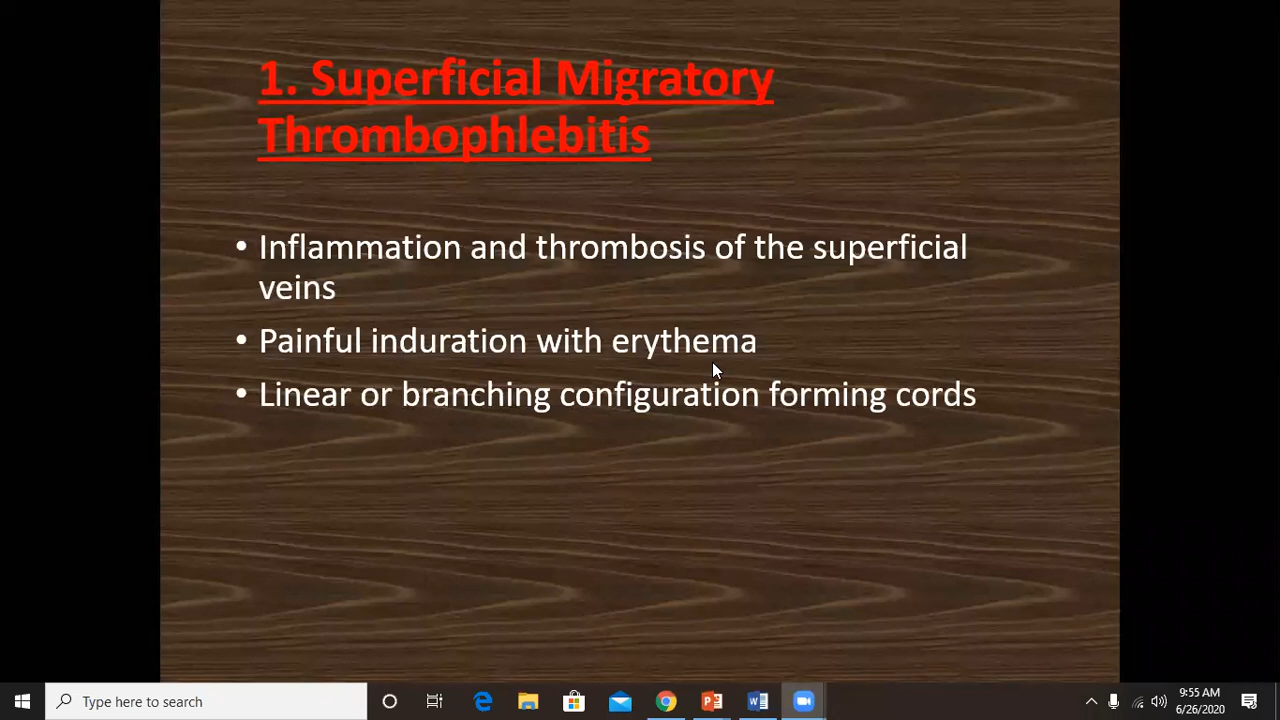 1. Superficial Migratory
Thrombophlebitis
• Inflammation and thrombosis of the superficial
veins
• Painful induration with erythema
• Linear or branching configuration forming cords
Type here to search
9:55 AM
6/26/2020